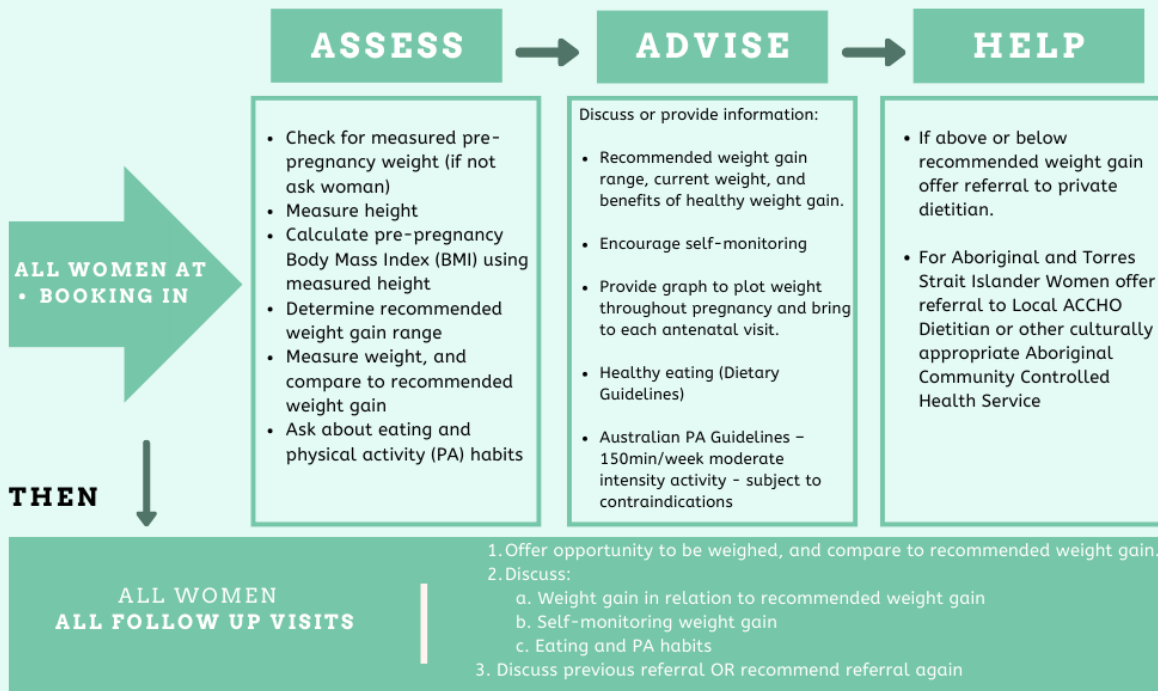 ASSESS
ADVISE
HELP
ALL WOMEN AT
• BOOKING IN
• Check for measured pre-
pregnancy weight (if not
ask woman)
• Measure height
• Calculate pre-pregnancy
Body Mass Index (BMI) using
measured height
• Determine recommended
weight gain range
• Measure weight, and
compare to recommended
weight gain
• Ask about eating and
physical activity (PA) habits
Discuss or provide information:
• Recommended weight gain
range, current weight, and
benefits of healthy weight gain.
• Encourage self-monitoring
• Provide graph to plot weight
throughout pregnancy and bring
to each antenatal visit.
• Healthy eating (Dietary
Guidelines)
• Australian PA Guidelines –
150min/week moderate
intensity activity - subject to
contraindications
• If above or below
recommended weight gain
offer referral to private
dietitian.
• For Aboriginal and Torres
Strait Islander Women offer
referral to Local ACCHO
Dietitian or other culturally
appropriate Aboriginal
Community Controlled
Health Service
THEN
ALL WOMEN
ALL FOLLOW UP VISITS
1. Offer opportunity to be weighed, and compare to recommended weight gain.
2. Discuss:
a. Weight gain in relation to recommended weight gain
b. Self-monitoring weight gain
c. Eating and PA habits
3. Discuss previous referral OR recommend referral again